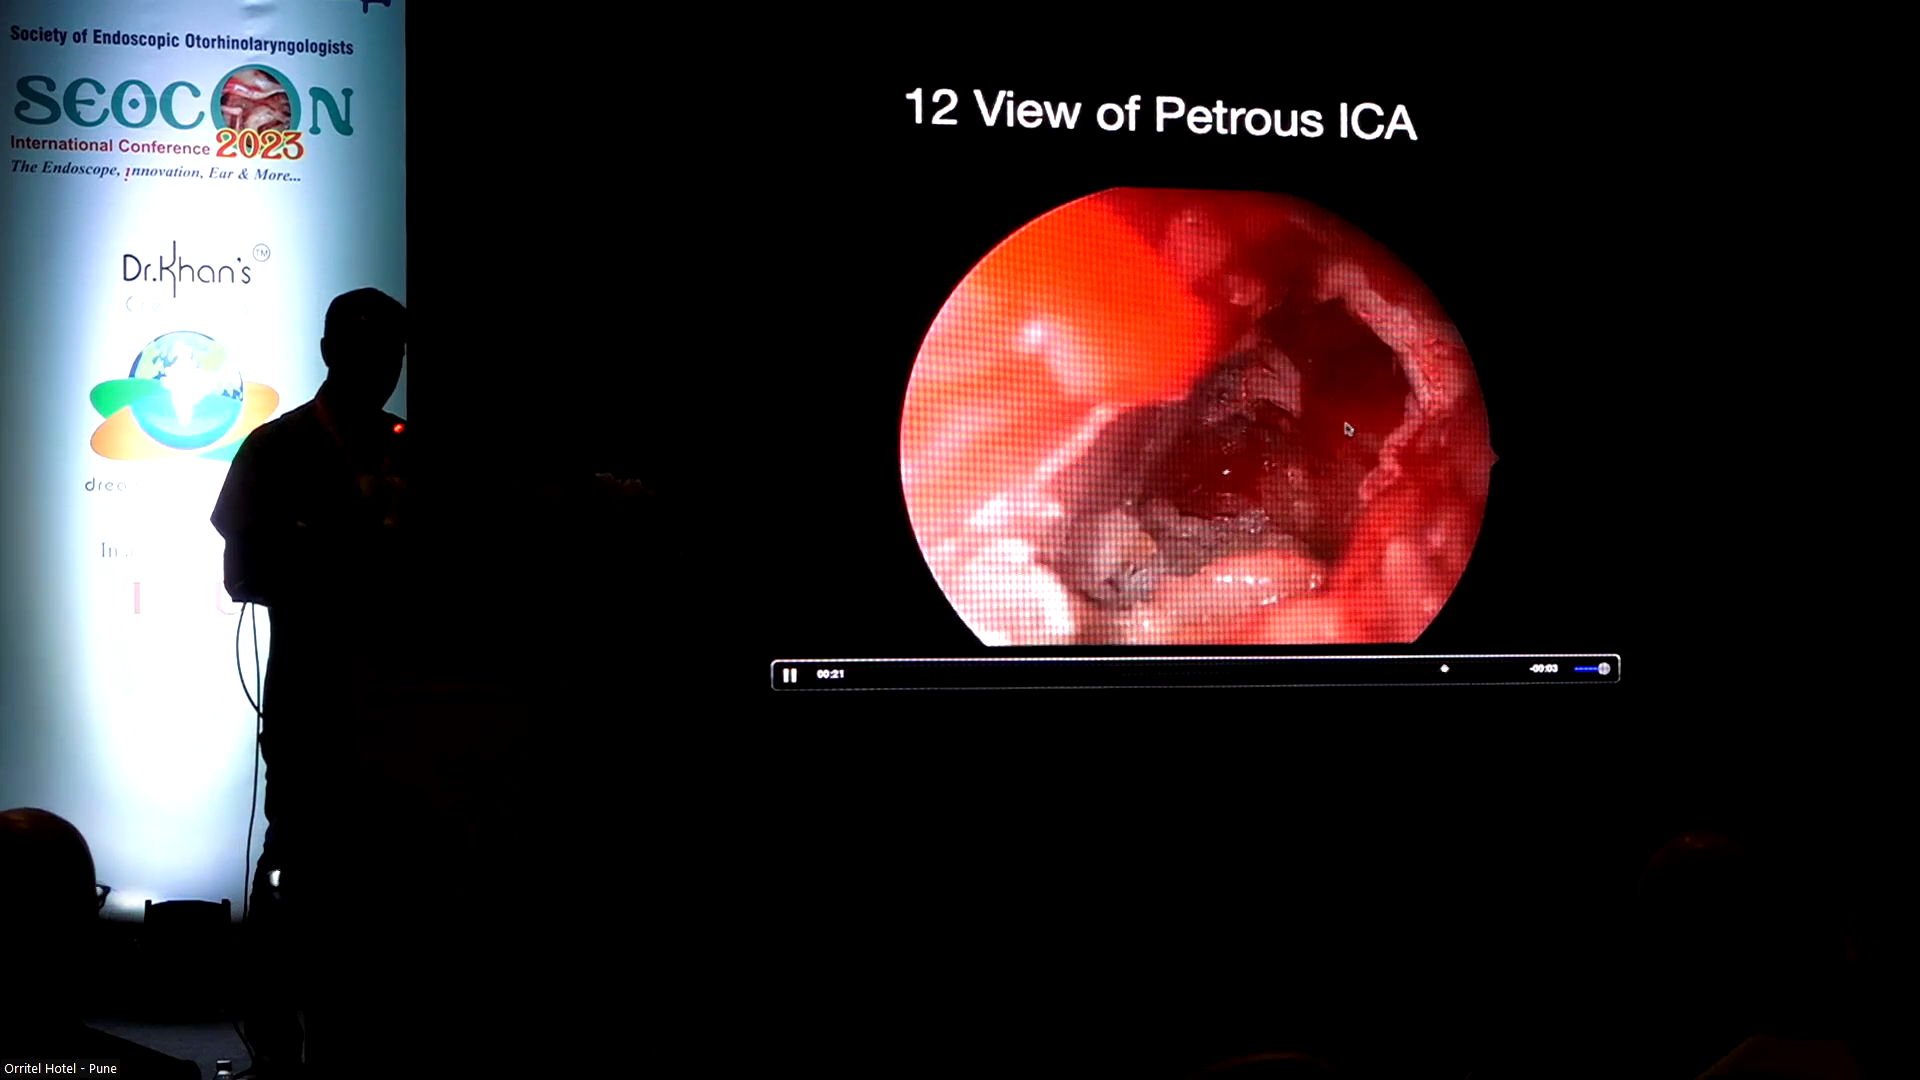 Society of Endoscopic Otorhinolaryngologists
SEOCON
International Conference 2023
The Endoscope, innovation, Ear & More...
Dr.Khan's TM
12 View of Petrous ICA
00:21
-00:03
Orritel Hotel - Pune